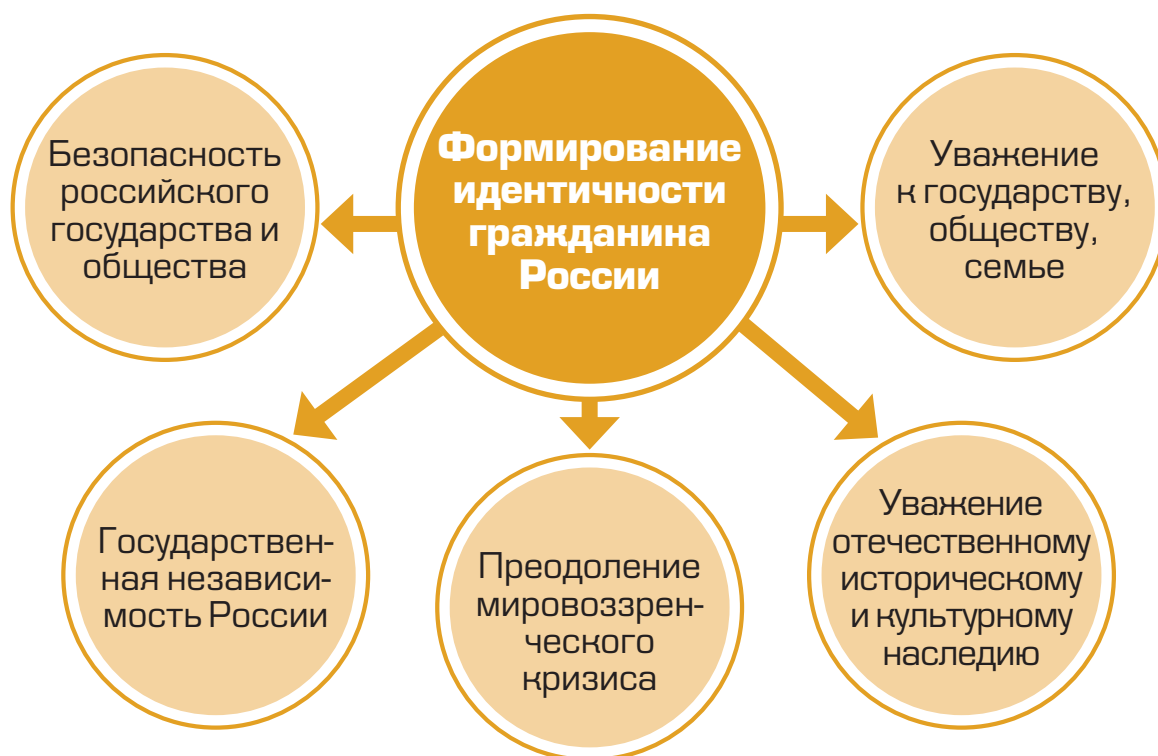 Формирование
идентичности
гражданина
России
Безопасность
российского
государства и
общества
Уважение
к государству,
обществу,
семье
Государствен-
ная независи-
мость России
Преодоление
мировоззрен-
ческого
кризиса
Уважение
отечественному
историческому
и культурному
наследию